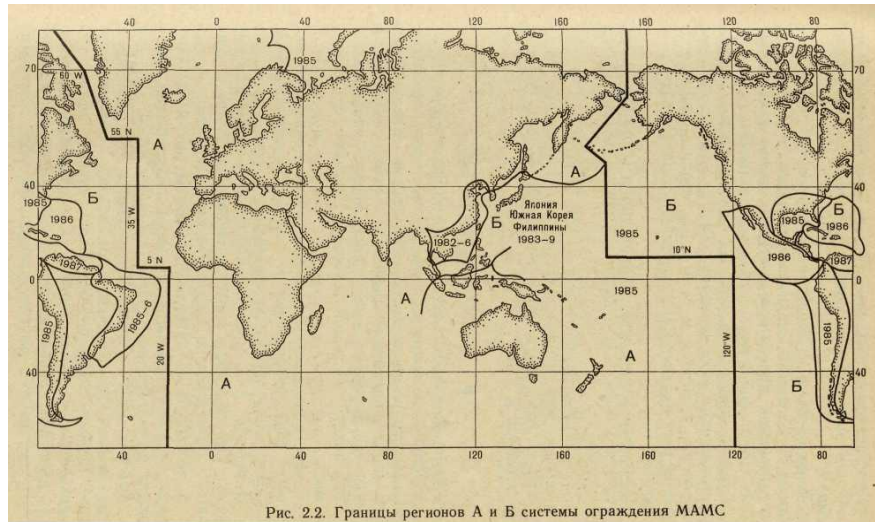 40 0 40 80 120 160 160 120 80
1985
70 60 W 70
55 N А
Б
40 А 40
1985
1986
35 W
Япония
Южная Корея
Филиппины
1983-9
Б
1982-6
Б
1985
1985
Б
1986
5 N
10°N
1987
1986
1987
0 0
1985
1985-6
А
1985
1985
20 W
120°W
А
40 А Б 40
40 0 40 80 120 160 160 120 80
Рис. 2.2. Границы регионов А и Б системы ограждения МАМС